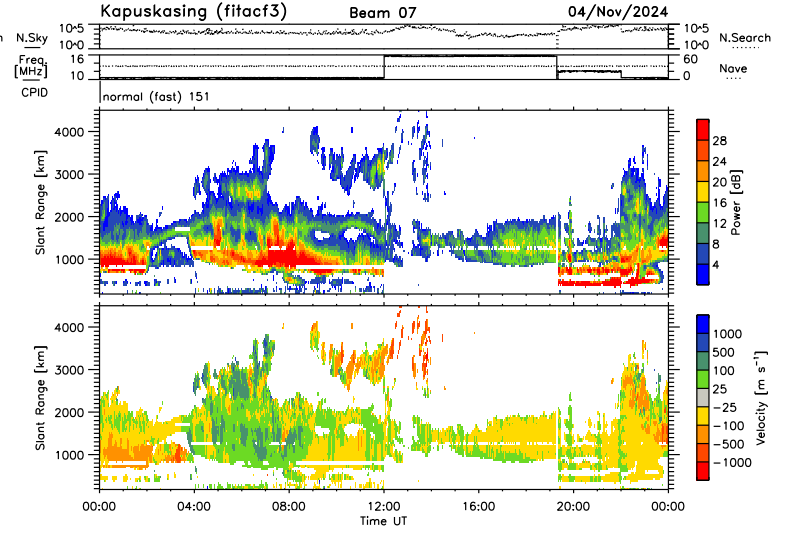 Kapuskasing (fitacf3) Beam 07 04/Nov/2024
10^5 10^5
n N.Sky N.Search
10^0 10^0
Freq. 16 60
[MHz] Nave
10 0
CPID normal (fast) 151
Slant Range [km]
4000
3000
2000
1000
Power [dB]
28
24
20
16
12
8
4
Slant Range [km]
4000
3000
2000
1000
Velocity [m s⁻¹]
1000
500
100
25
−25
−100
−500
−1000
00:00 04:00 08:00 12:00 16:00 20:00 00:00
Time UT